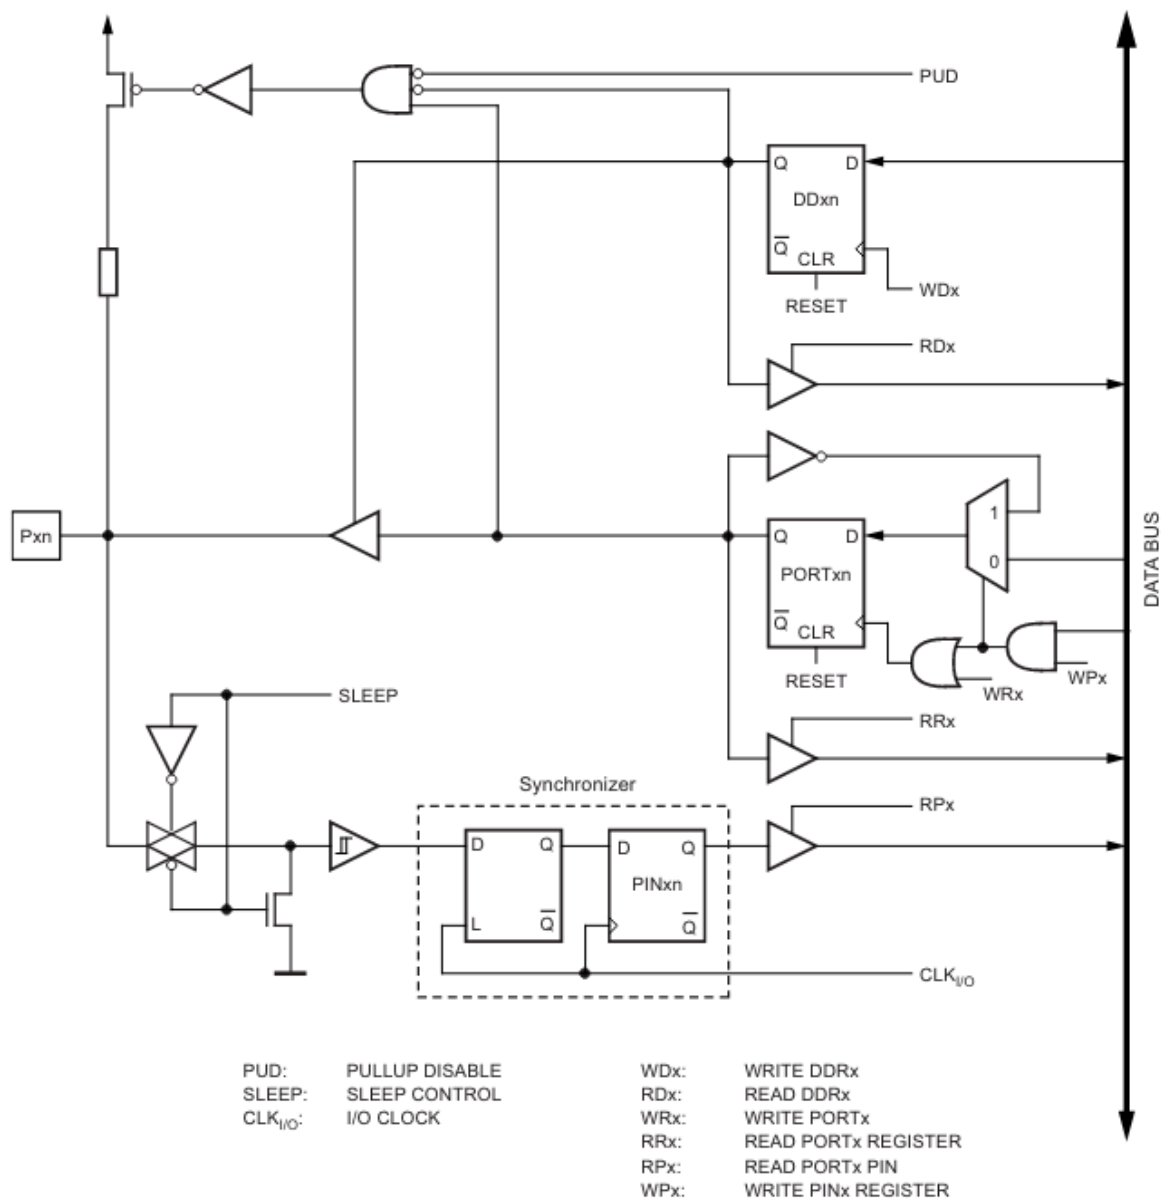 PUD
Q D
DDxn
Q
CLR
RESET
WDx
RDx
Pxn
1
Q D
0
PORTxn
Q
CLR
RESET
WRx
WPx
DATA BUS
SLEEP
RRx
Synchronizer
RPx
D Q
D Q
PINxn
L Q
Q
CLKI/O
PUD: PULLUP DISABLE
SLEEP: SLEEP CONTROL
CLKI/O: I/O CLOCK
WDx: WRITE DDRx
RDx: READ DDRx
WRx: WRITE PORTx
RRx: READ PORTx REGISTER
RPx: READ PORTx PIN
WPx: WRITE PINx REGISTER